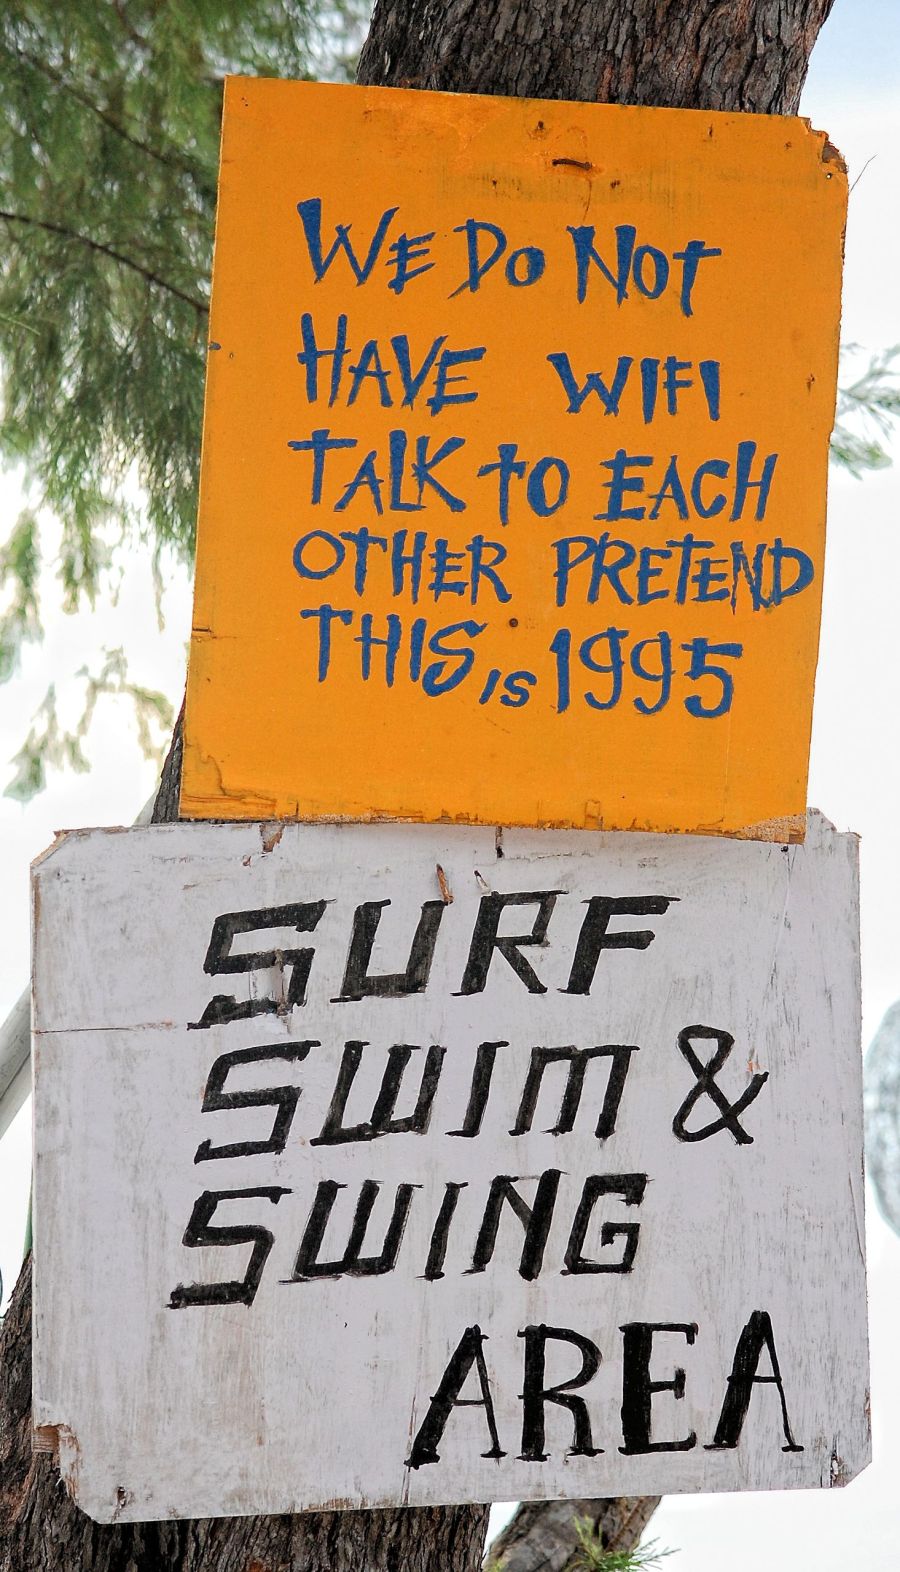 WE DO NOT
HAVE WIFI
TALK TO EACH
OTHER PRETEND
THIS is 1995
SURF
SWIM &
SWING
AREA